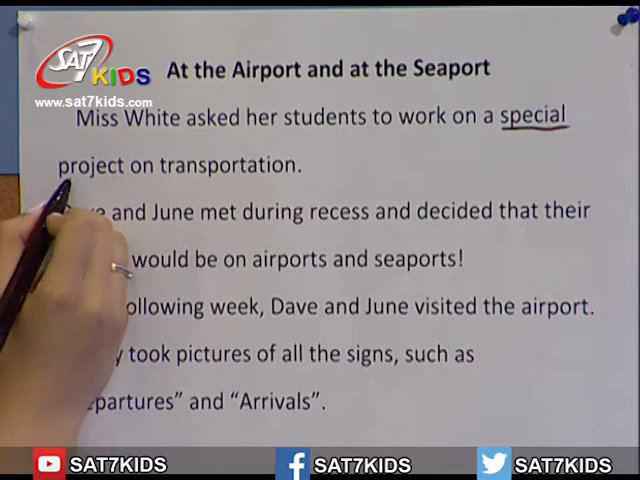 SAT7 KIDS
www.sat7kids.com
At the Airport and at the Seaport
Miss White asked her students to work on a special
project on transportation.
and June met during recess and decided that their
would be on airports and seaports!
week, Dave and June visited the airport.
took pictures of all the signs, such as
and “Arrivals”.
SAT7KIDS SAT7KIDS SAT7KIDS